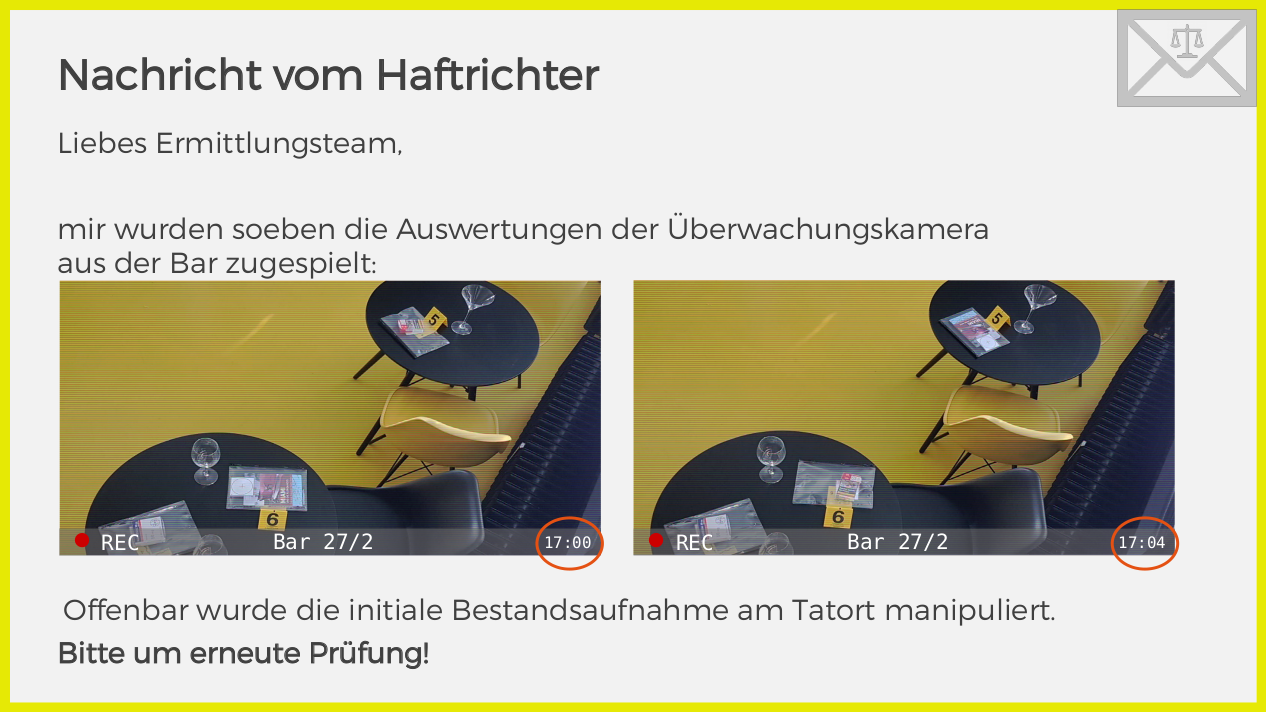 Nachricht vom Haftrichter
Liebes Ermittlungsteam,
mir wurden soeben die Auswertungen der Überwachungskamera
aus der Bar zugespielt:
5
6
REC
Bar 27/2
17:00
5
6
REC
Bar 27/2
17:04
Offenbar wurde die initiale Bestandsaufnahme am Tatort manipuliert.
Bitte um erneute Prüfung!